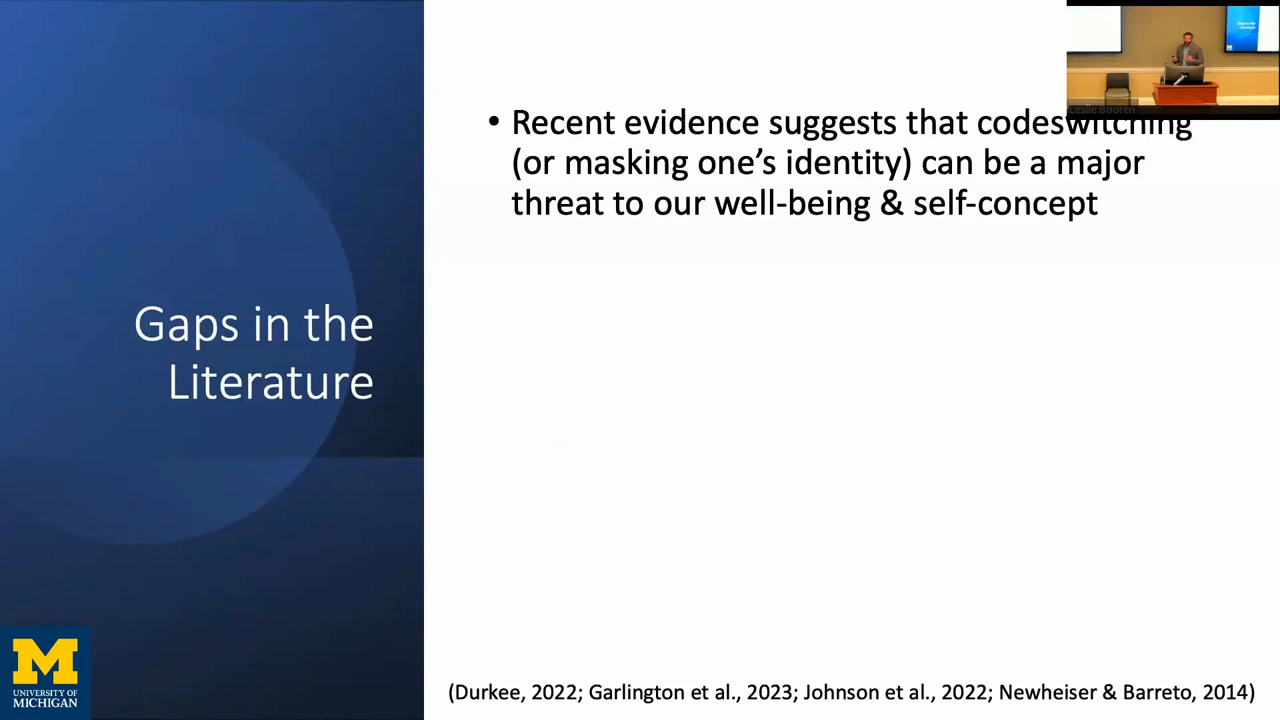 Gaps in the
Literature
• Recent evidence suggests that codeswitching
(or masking one’s identity) can be a major
threat to our well-being & self-concept
Leslie Booren
(Durkee, 2022; Garlington et al., 2023; Johnson et al., 2022; Newheiser & Barreto, 2014)
M
UNIVERSITY OF
MICHIGAN